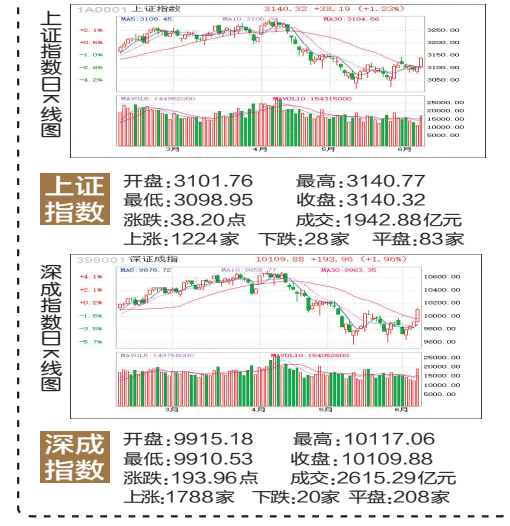 上证指数日K线图
1A0001 上证指数 3140.32 +38.19 (+1.23%)
MA5:3108.45 MA10:3100.34 MA30:3104.86
+2.1%
+0.5%
-1.0%
-2.6%
-4.2%
3250.00
3200.00
3150.00
3100.00
3050.00
MAVOL5:144952000 MAVOL10:154315000
25000.00
20000.00
15000.00
10000.00
5000.00
3月 4月 5月 6月
上证指数
开盘:3101.76 最高:3140.77
最低:3098.95 收盘:3140.32
涨跌:38.20点 成交:1942.88亿元
上涨:1224家 下跌:28家 平盘:83家
深成指数日K线图
399001 深证成指 10109.88 +193.96 (+1.96%)
MA5:9876.72 MA30:9963.35
+4.1%
+2.1%
+0.2%
-1.8%
-3.8%
-5.7%
10600.00
10400.00
10200.00
10000.00
9800.00
9600.00
MAVOL5:149758000 MAVOL10:154052600
25000.00
20000.00
15000.00
10000.00
5000.00
3月 4月 5月 6月
深成指数
开盘:9915.18 最高:10117.06
最低:9910.53 收盘:10109.88
涨跌:193.96点 成交:2615.29亿元
上涨:1788家 下跌:20家 平盘:208家